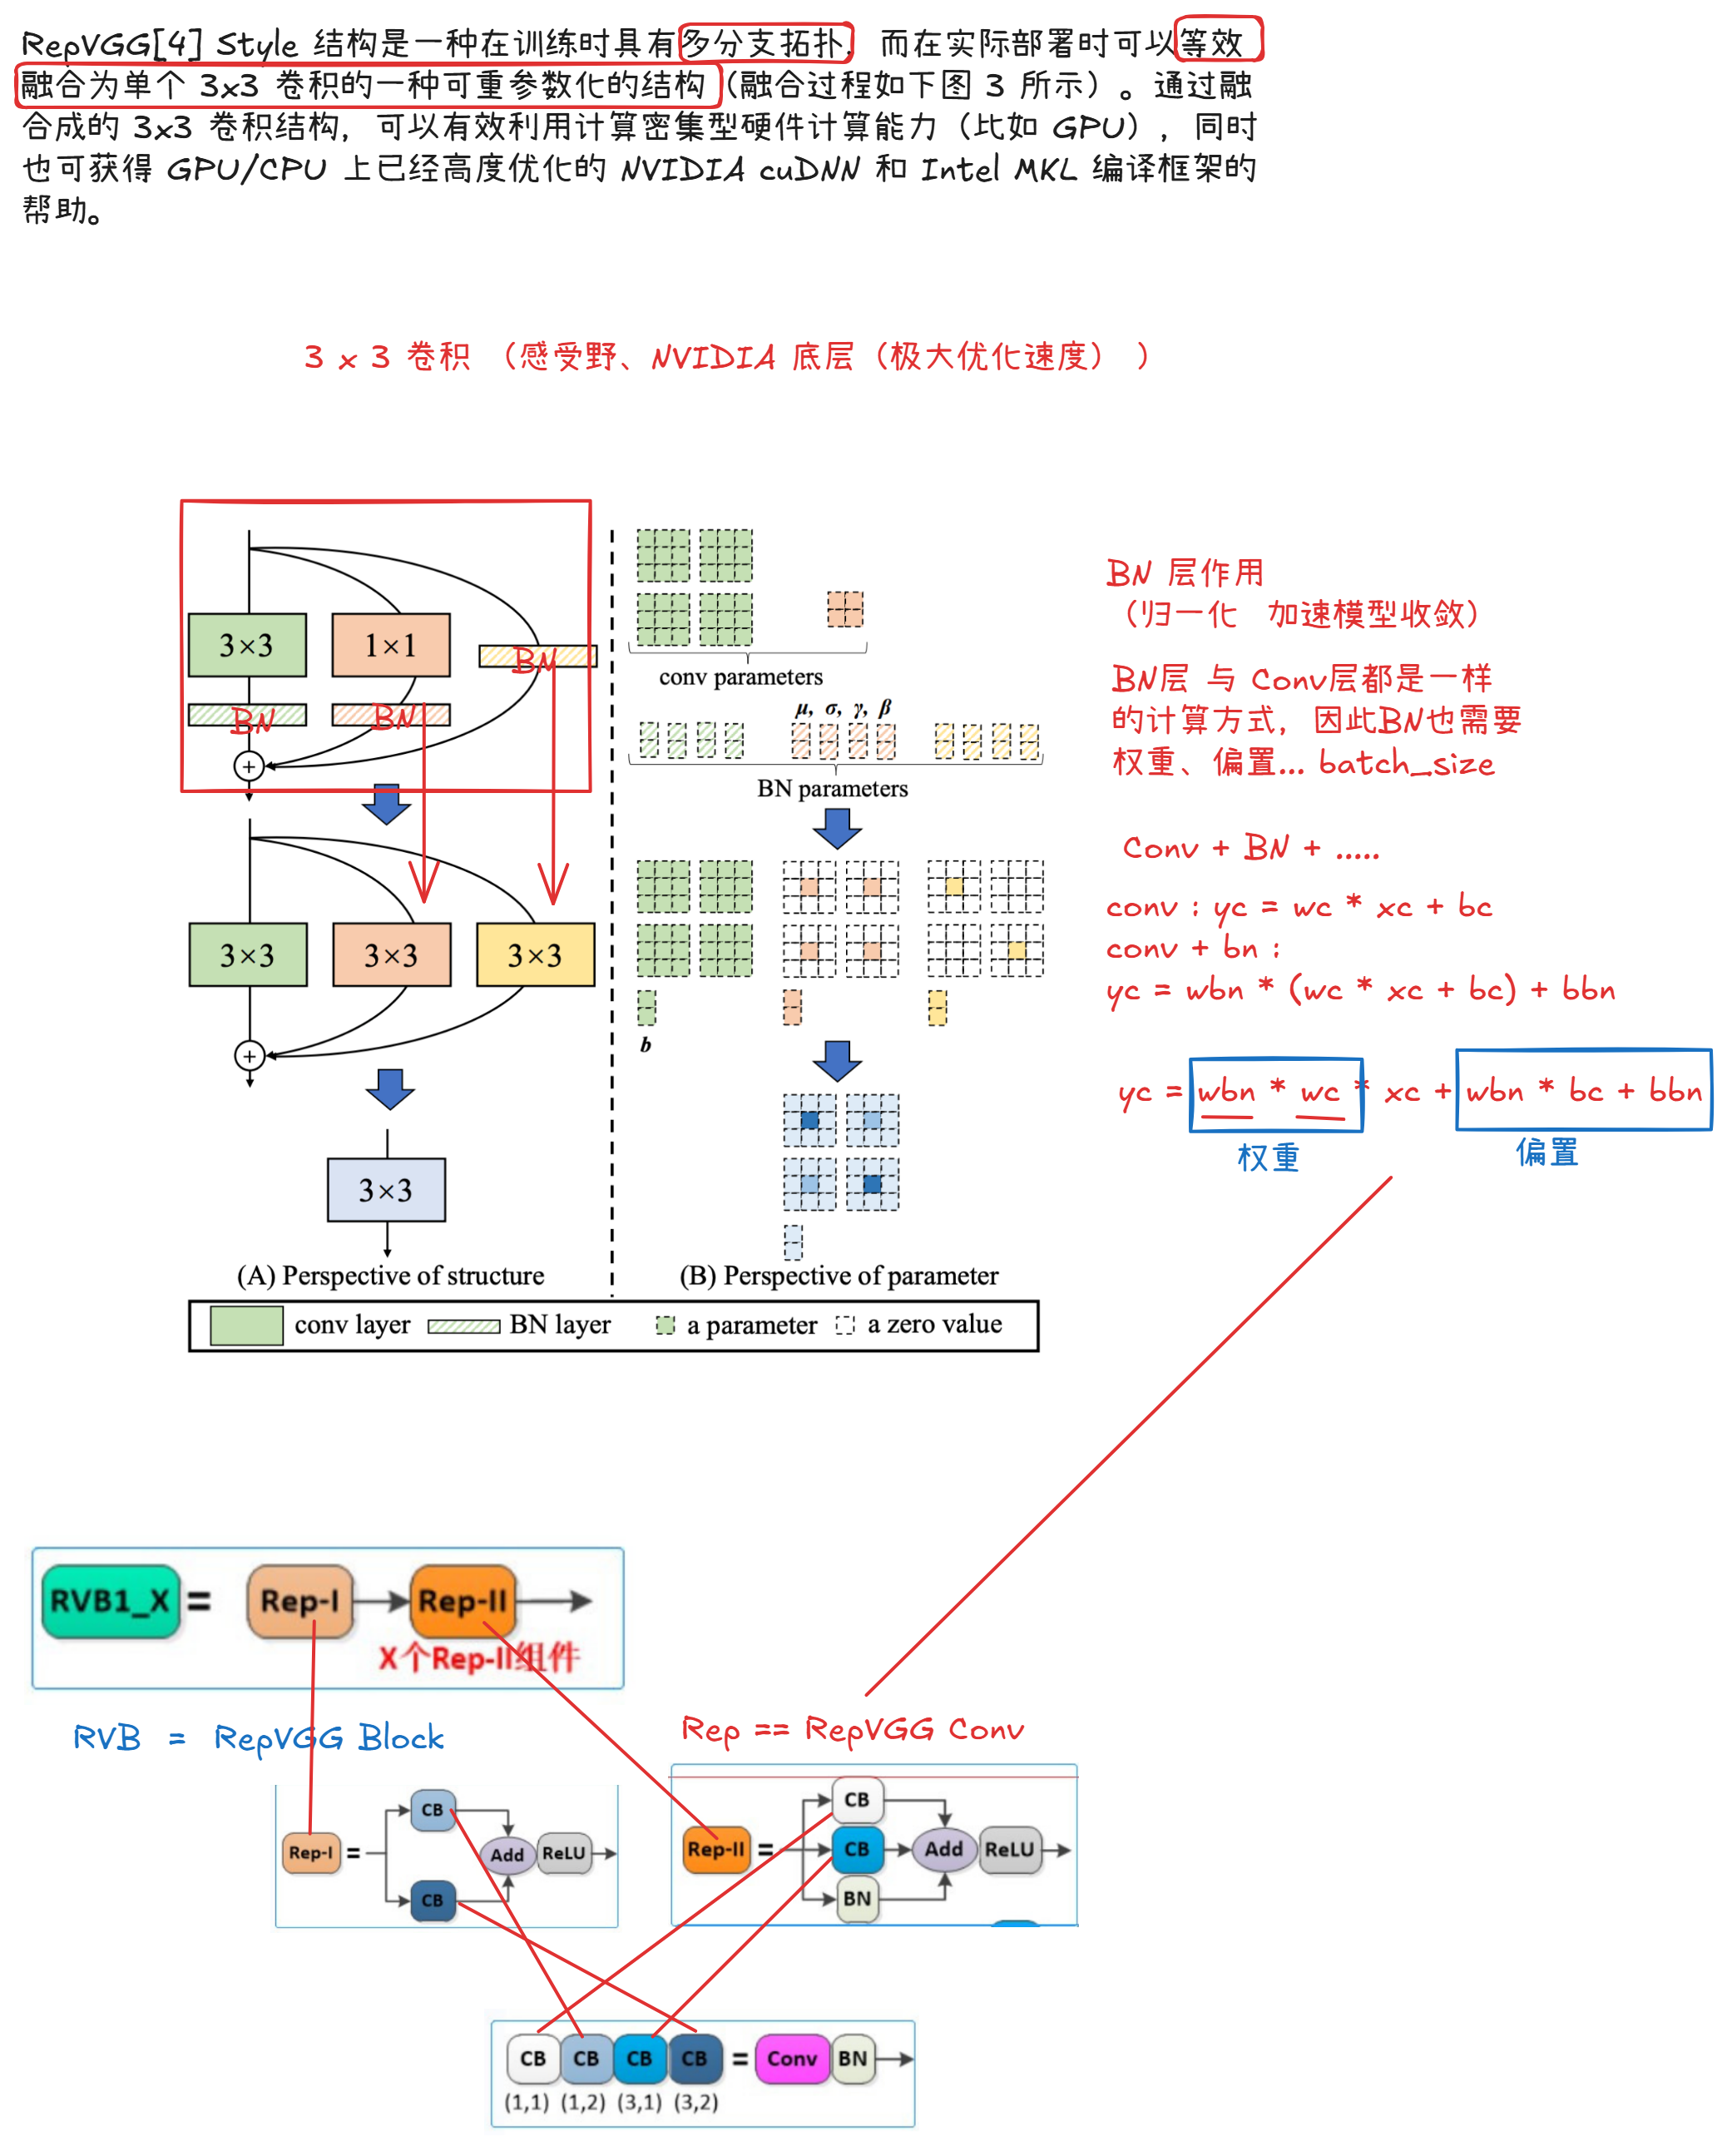 RepVGG[4] Style 结构是一种在训练时具有多分支拓扑，而在实际部署时可以等效
融合为单个 3x3 卷积的一种可重参数化的结构（融合过程如下图 3 所示）。通过融
合成的 3x3 卷积结构，可以有效利用计算密集型硬件计算能力（比如 GPU），同时
也可获得 GPU/CPU 上已经高度优化的 NVIDIA cuDNN 和 Intel MKL 编译框架的
帮助。
3 x 3 卷积 （感受野、NVIDIA 底层（极大优化速度） ）
3×3
1×1
BN
BN
BN
+
3×3
3×3
3×3
+
3×3
(A) Perspective of structure
conv parameters
μ, σ, γ, β
BN parameters
b
(B) Perspective of parameter
conv layer
BN layer
a parameter
a zero value
BN 层作用
（归一化 加速模型收敛）
BN层 与 Conv层都是一样
的计算方式，因此BN也需要
权重、偏置... batch_size
Conv + BN + .....
conv : yc = wc * xc + bc
conv + bn :
yc = wbn * (wc * xc + bc) + bbn
yc = wbn * wc * xc + wbn * bc + bbn
权重
偏置
RVB1_X = Rep-I Rep-II
X个Rep-II组件
RVB = RepVGG Block
Rep == RepVGG Conv
CB
Rep-I = Add ReLU
CB
CB
Rep-II = CB Add ReLU
BN
CB CB CB CB = Conv BN
(1,1) (1,2) (3,1) (3,2)